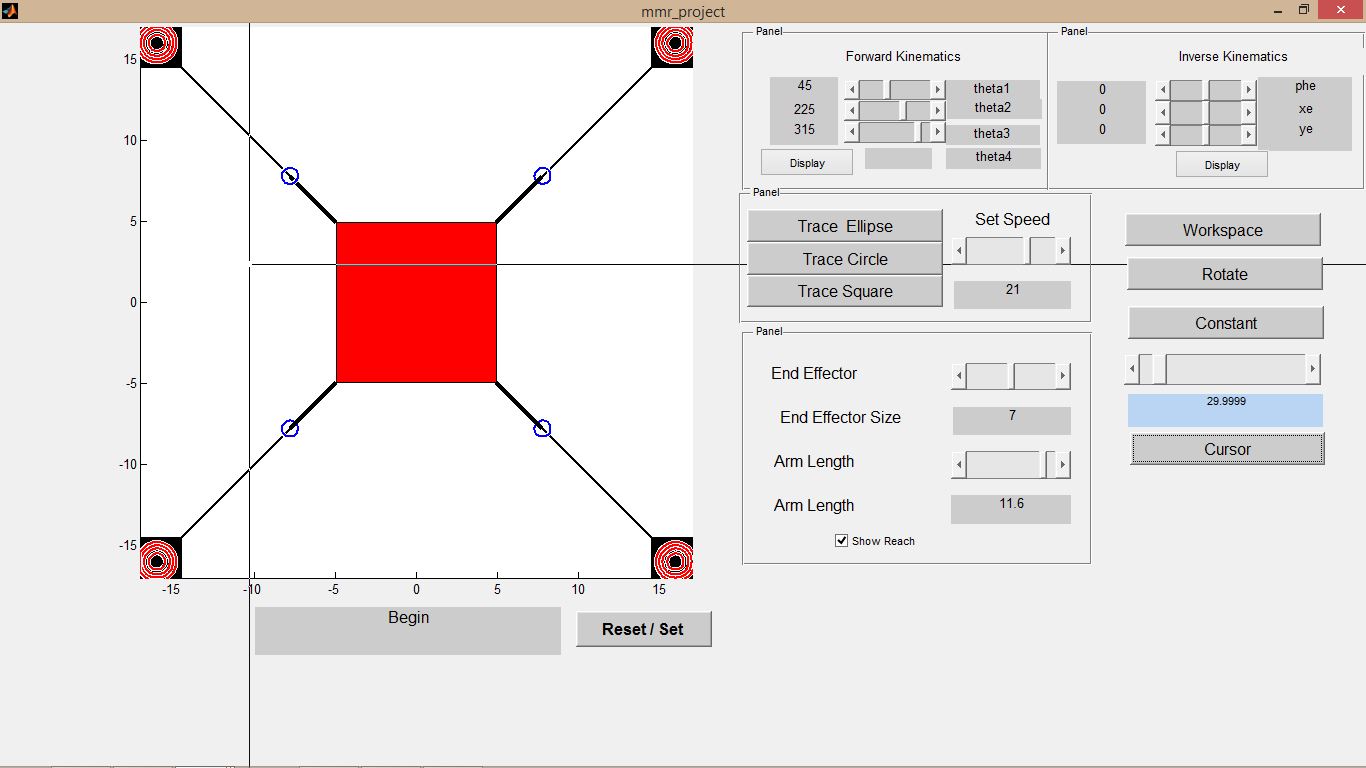 mmr_project
15
10
5
0
-5
-10
-15
-15
-10
-5
0
5
10
15
Begin
Reset / Set
Panel
Forward Kinematics
45
theta1
225
theta2
315
theta3
Display
theta4
Panel
Inverse Kinematics
0
phe
0
xe
0
ye
Display
Panel
Trace Ellipse
Trace Circle
Trace Square
Set Speed
21
Workspace
Rotate
Constant
29.9999
Cursor
Panel
End Effector
End Effector Size
7
Arm Length
Arm Length
11.6
Show Reach